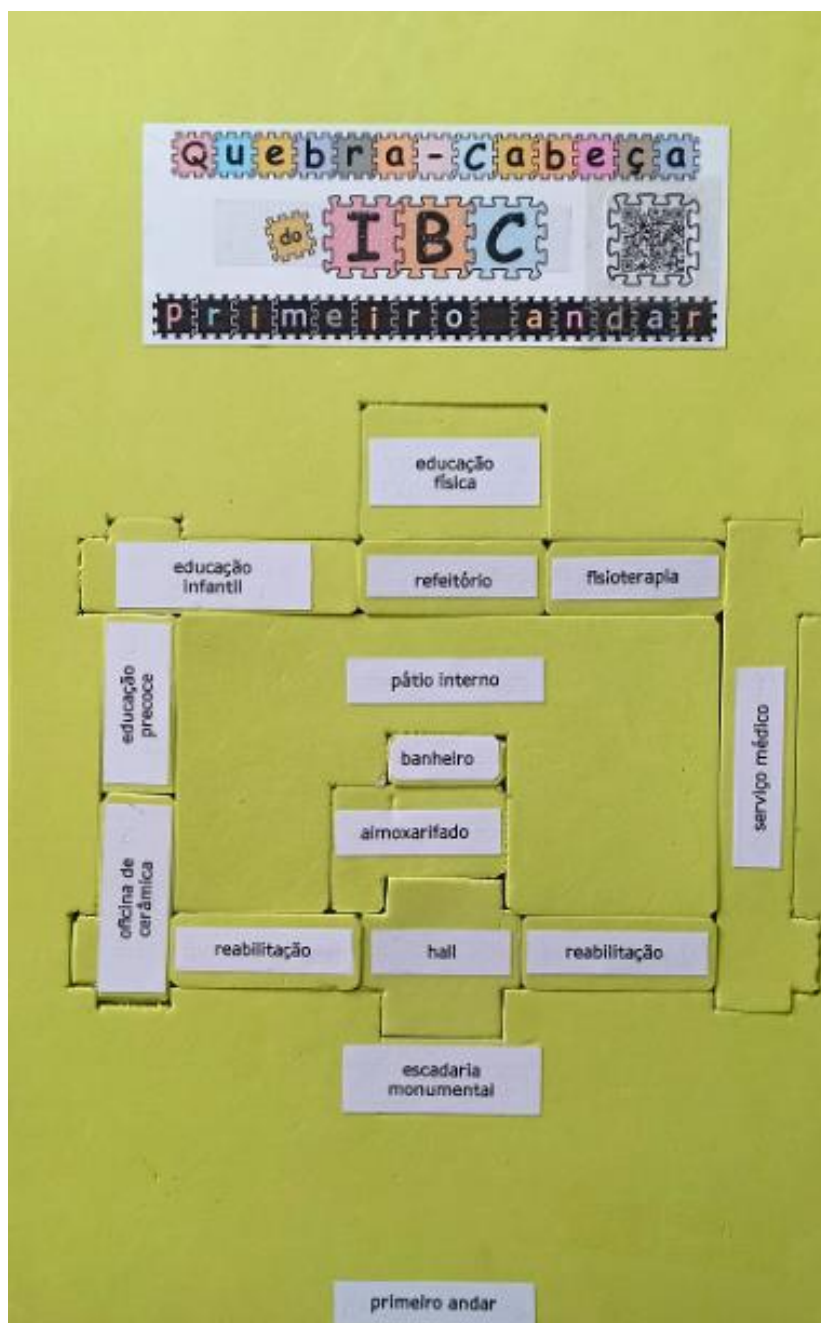 Quebra-Cabeça
do IBC
Primeiro andar
educação
física
educação
infantil
refeitório
fisioterapia
educação
precoce
pátio interno
banheiro
serviço médico
almoxarifado
oficina de
cerâmica
reabilitação
hall
reabilitação
escadaria
monumental
primeiro andar